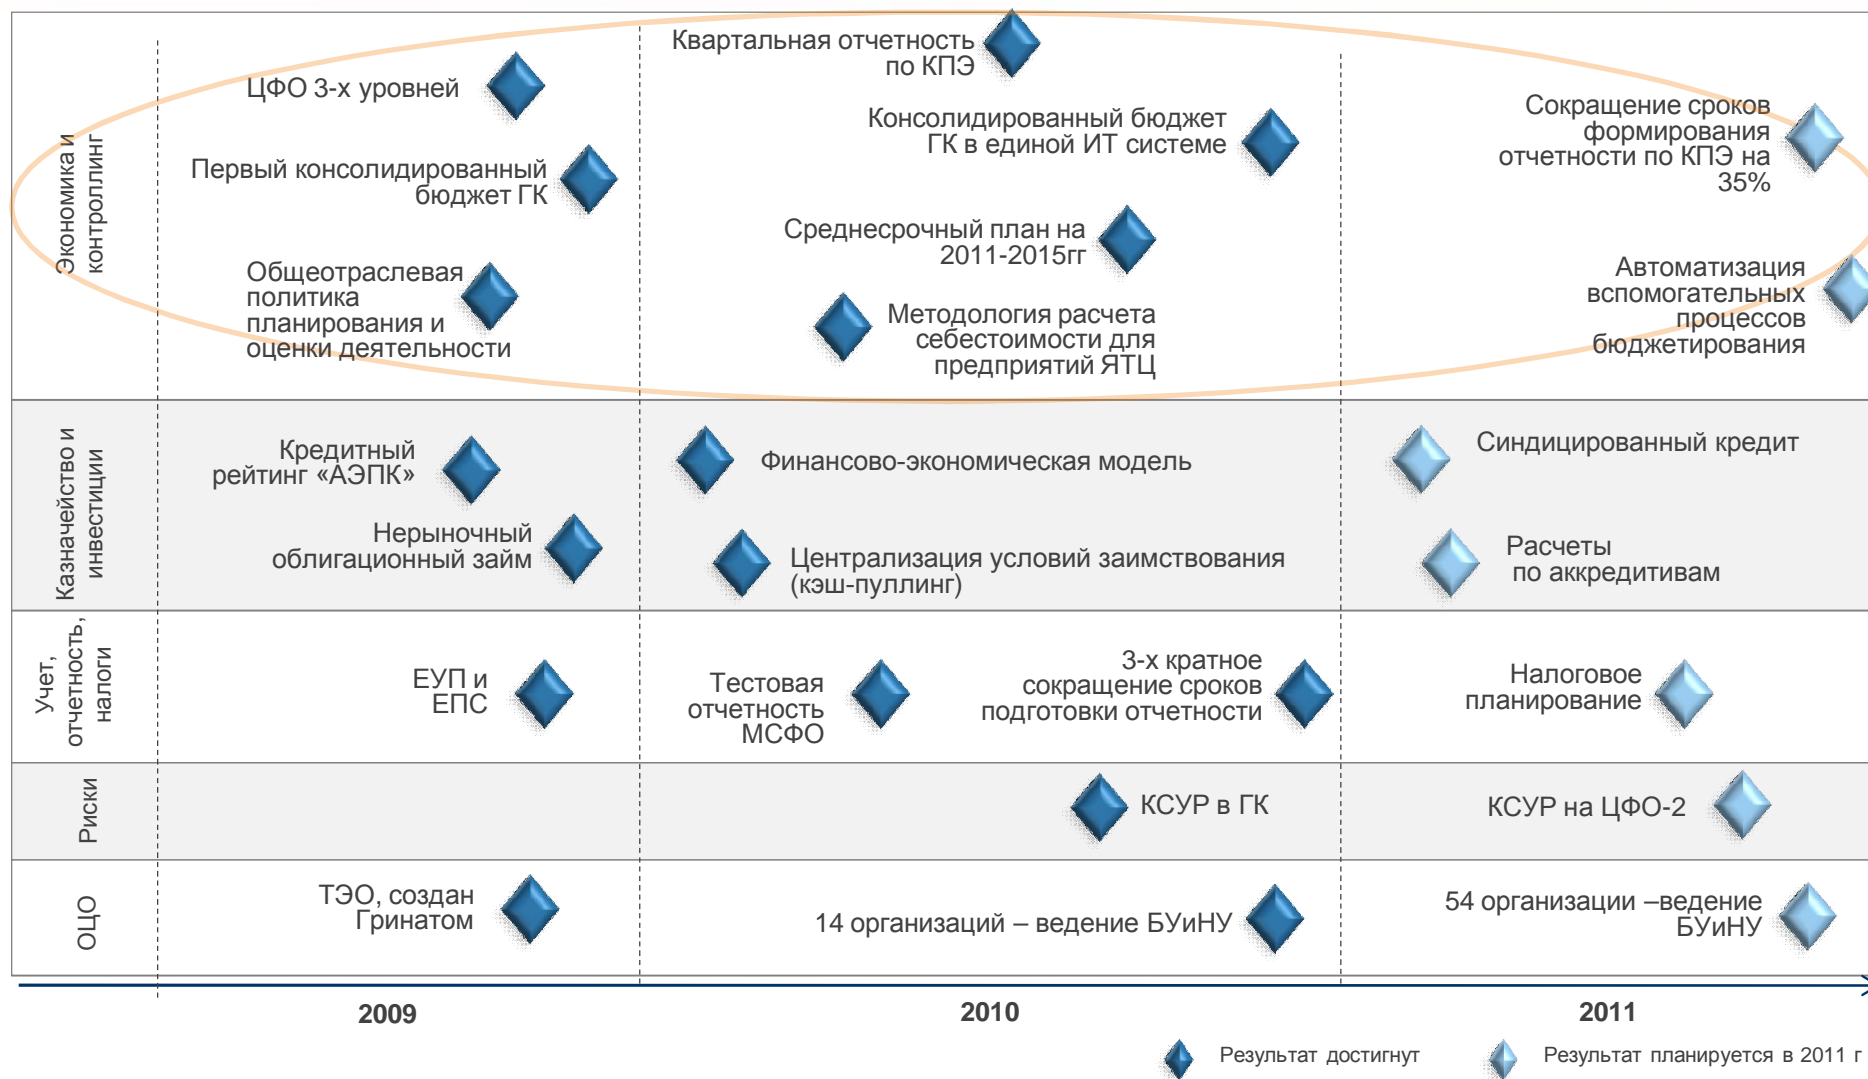 Экономика и
контроллинг
ЦФО 3-х уровней
Первый консолидированный
бюджет ГК
Общеотраслевая
политика
планирования и
оценки деятельности
Квартальная отчетность
по КПЭ
Консолидированный бюджет
ГК в единой ИТ системе
Среднесрочный план на
2011-2015гг
Методология расчета
себестоимости для
предприятий ЯТЦ
Сокращение сроков
формирования
отчетности по КПЭ на
35%
Автоматизация
вспомогательных
процессов
бюджетирования
Казначейство и
инвестиции
Кредитный
рейтинг «АЭПК»
Нерыночный
облигационный займ
Финансово-экономическая модель
Централизация условий заимствования
(кэш-пуллинг)
Синдицированный кредит
Расчеты
по аккредитивам
Учет,
отчетность,
налоги
ЕУП и
ЕПС
Тестовая
отчетность
МСФО
3-х кратное
сокращение сроков
подготовки отчетности
Налоговое
планирование
Риски
КСУР в ГК
КСУР на ЦФО-2
ОЦО
ТЭО, создан
Гринатом
14 организаций – ведение БУиНУ
54 организации –ведение
БУиНУ
2009
2010
2011
Результат достигнут
Результат планируется в 2011 г